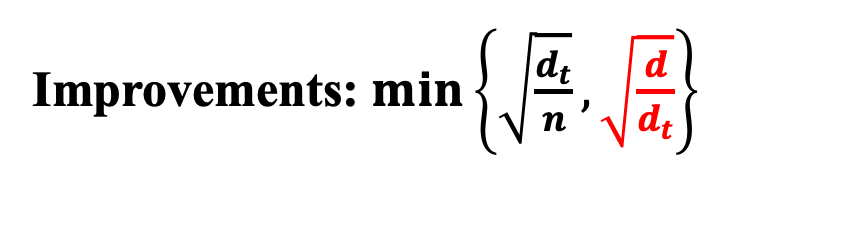 Improvements: min { √(d_t/n), √(d/d_t) }